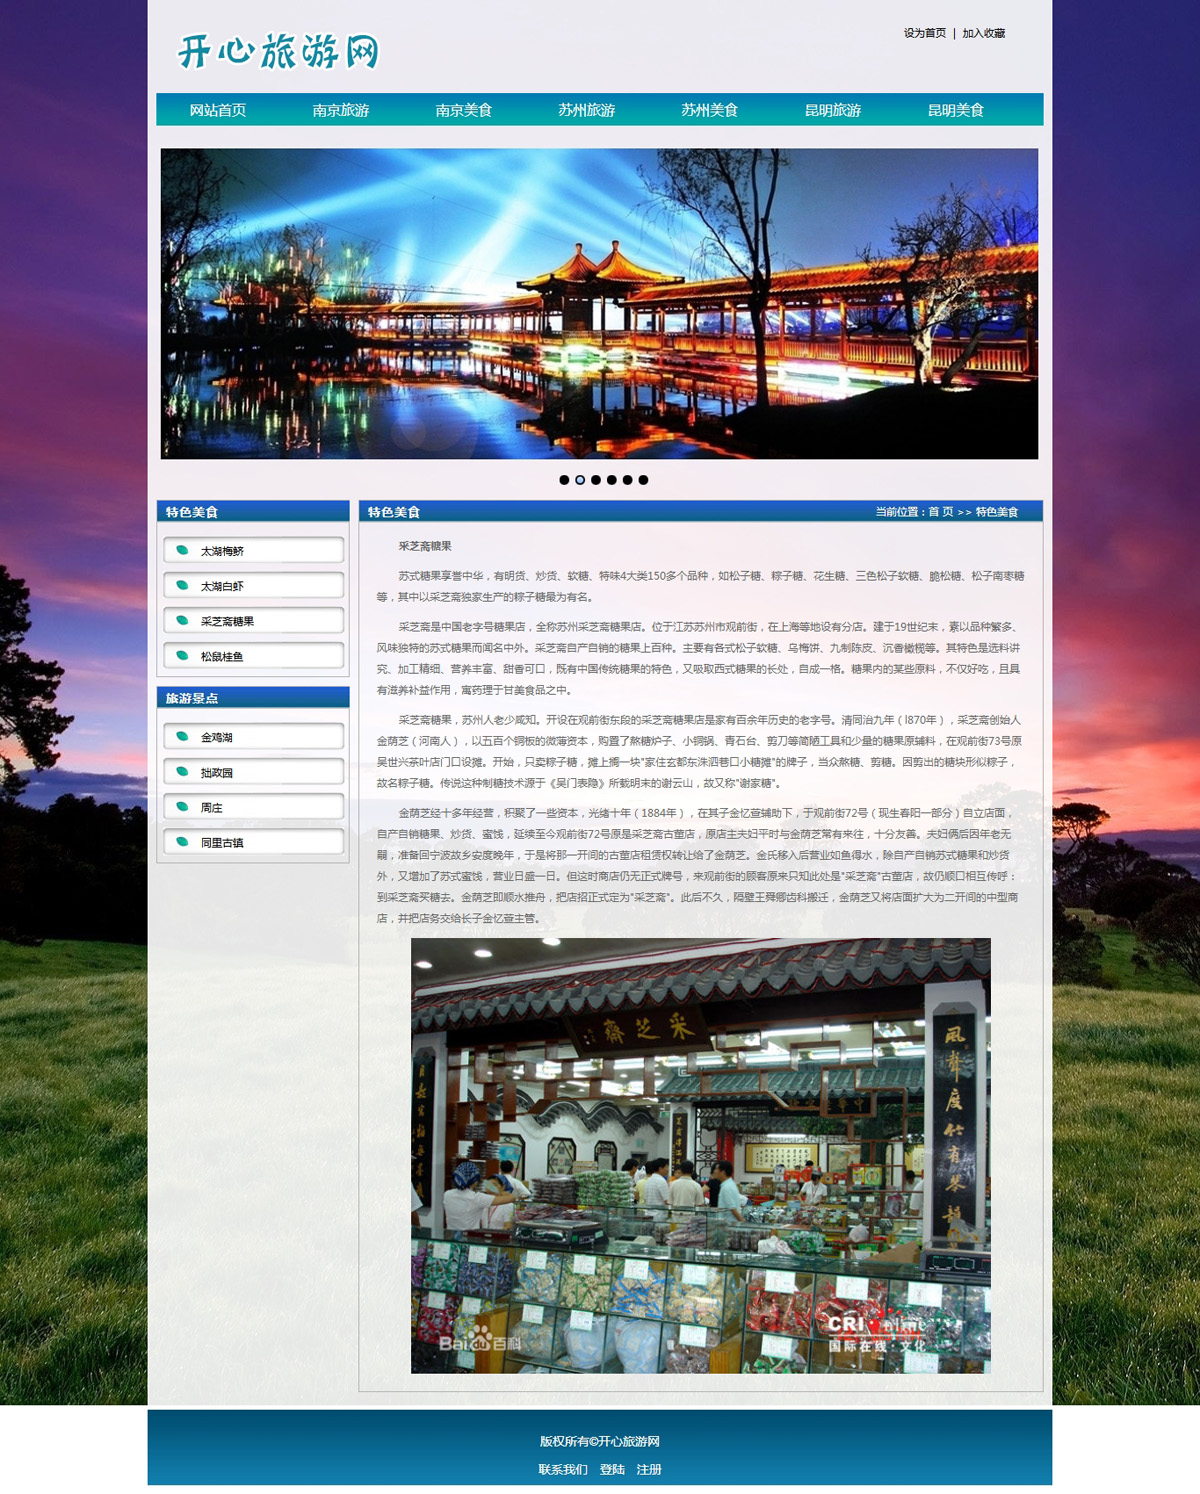 开心旅游网
设为首页 | 加入收藏
网站首页 南京旅游 南京美食 苏州旅游 苏州美食 昆明旅游 昆明美食
特色美食
太湖梅鲚
太湖白虾
采芝斋糖果
松鼠桂鱼
旅游景点
金鸡湖
拙政园
周庄
同里古镇
特色美食 当前位置：首 页 >> 特色美食
采芝斋糖果
苏式糖果享誉中华，有明货、炒货、软糖、特味4大类150多个品种，如松子糖、粽子糖、花生糖、三色松子软糖、脆松糖、松子南枣糖
等，其中以采芝斋独家生产的粽子糖最为有名。
采芝斋是中国老字号糖果店，全称苏州采芝斋糖果店。位于江苏苏州市观前街，在上海等地设有分店。建于19世纪末，素以品种繁多、
风味独特的苏式糖果而闻名中外。采芝斋自产自销的糖果上百种。主要有各式松子软糖、乌梅饼、九制陈皮、沉香橄榄等。其特色是选料讲
究、加工精细、营养丰富、甜香可口，既有中国传统糖果的特色，又吸取西式糖果的长处，自成一格。糖果内的某些原料，不仅好吃，且具
有滋养补益作用，寓药理于甘美食品之中。
采芝斋糖果，苏州人老少咸知。开设在观前街东段的采芝斋糖果店是家有百余年历史的老字号。清同治九年（l870年），采芝斋创始人
金荫芝（河南人），以五百个铜板的微薄资本，购置了熬糖炉子、小铜锅、青石台、剪刀等简陋工具和少量的糖果原辅料，在观前街73号原
吴世兴茶叶店门口设摊。开始，只卖粽子糖，摊上搁一块"家住玄都东洙泗巷口小糖摊"的牌子，当众熬糖、剪糖。因剪出的糖块形似粽子，
故名粽子糖。传说这种制糖技术源于《吴门表隐》所载明末的谢云山，故又称"谢家糖"。
金荫芝经十多年经营，积聚了一些资本，光绪十年（1884年），在其子金忆萱辅助下，于观前街72号（现生春阳一部分）自立店面，
自产自销糖果、炒货、蜜饯，延续至今观前街72号原是采芝斋古董店，原店主夫妇平时与金荫芝常有来往，十分友善。夫妇俩后因年老无
嗣，准备回宁波故乡安度晚年，于是将那一开间的古董店租赁权转让给了金荫芝。金氏移入后营业如鱼得水，除自产自销苏式糖果和炒货
外，又增加了苏式蜜饯，营业日盛一日。但这时商店仍无正式牌号，来观前街的顾客原来只知此处是"采芝斋"古董店，故仍顺口相互传呼：
到采芝斋买糖去。金荫芝即顺水推舟，把店招正式定为"采芝斋"。此后不久，隔壁王舜卿齿科搬迁，金荫芝又将店面扩大为二开间的中型商
店，并把店务交给长子金忆萱主管。
采芝齋
風聲度竹有琴韻
Bai百科
CRI online
国际在线·文化
版权所有©开心旅游网
联系我们 登陆 注册